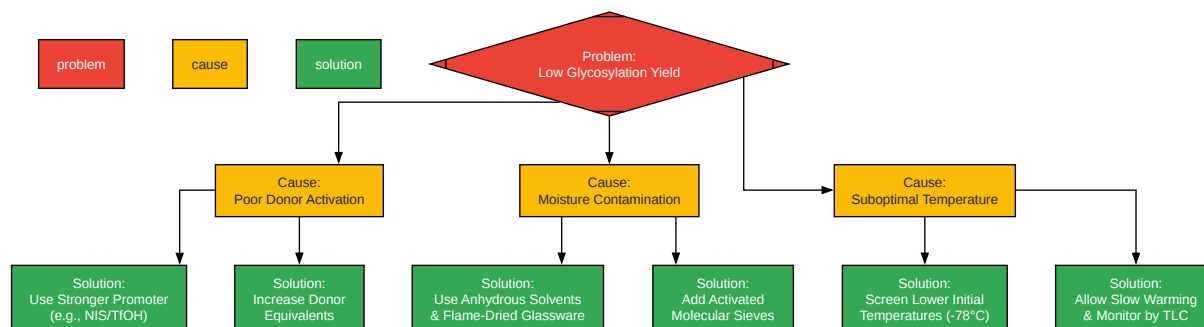 problem
cause
solution
Problem:
Low Glycosylation Yield
Cause:
Poor Donor Activation
Cause:
Moisture Contamination
Cause:
Suboptimal Temperature
Solution:
Use Stronger Promoter
(e.g., NIS/TfOH)
Solution:
Increase Donor
Equivalents
Solution:
Use Anhydrous Solvents
& Flame-Dried Glassware
Solution:
Add Activated
Molecular Sieves
Solution:
Screen Lower Initial
Temperatures (-78°C)
Solution:
Allow Slow Warming
& Monitor by TLC